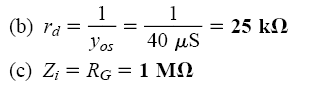 (b) r_d = 1/y_os = 1/40 μS = 25 kΩ
(c) Z_i = R_G = 1 MΩ